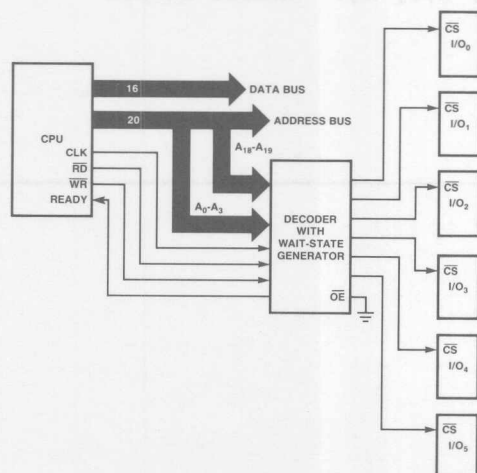 16
DATA BUS
20
ADDRESS BUS
CPU
A18-A19
CLK
RD
WR
READY
A0-A3
DECODER
WITH
WAIT-STATE
GENERATOR
OE
CS
I/O0
CS
I/O1
CS
I/O2
CS
I/O3
CS
I/O4
CS
I/O5